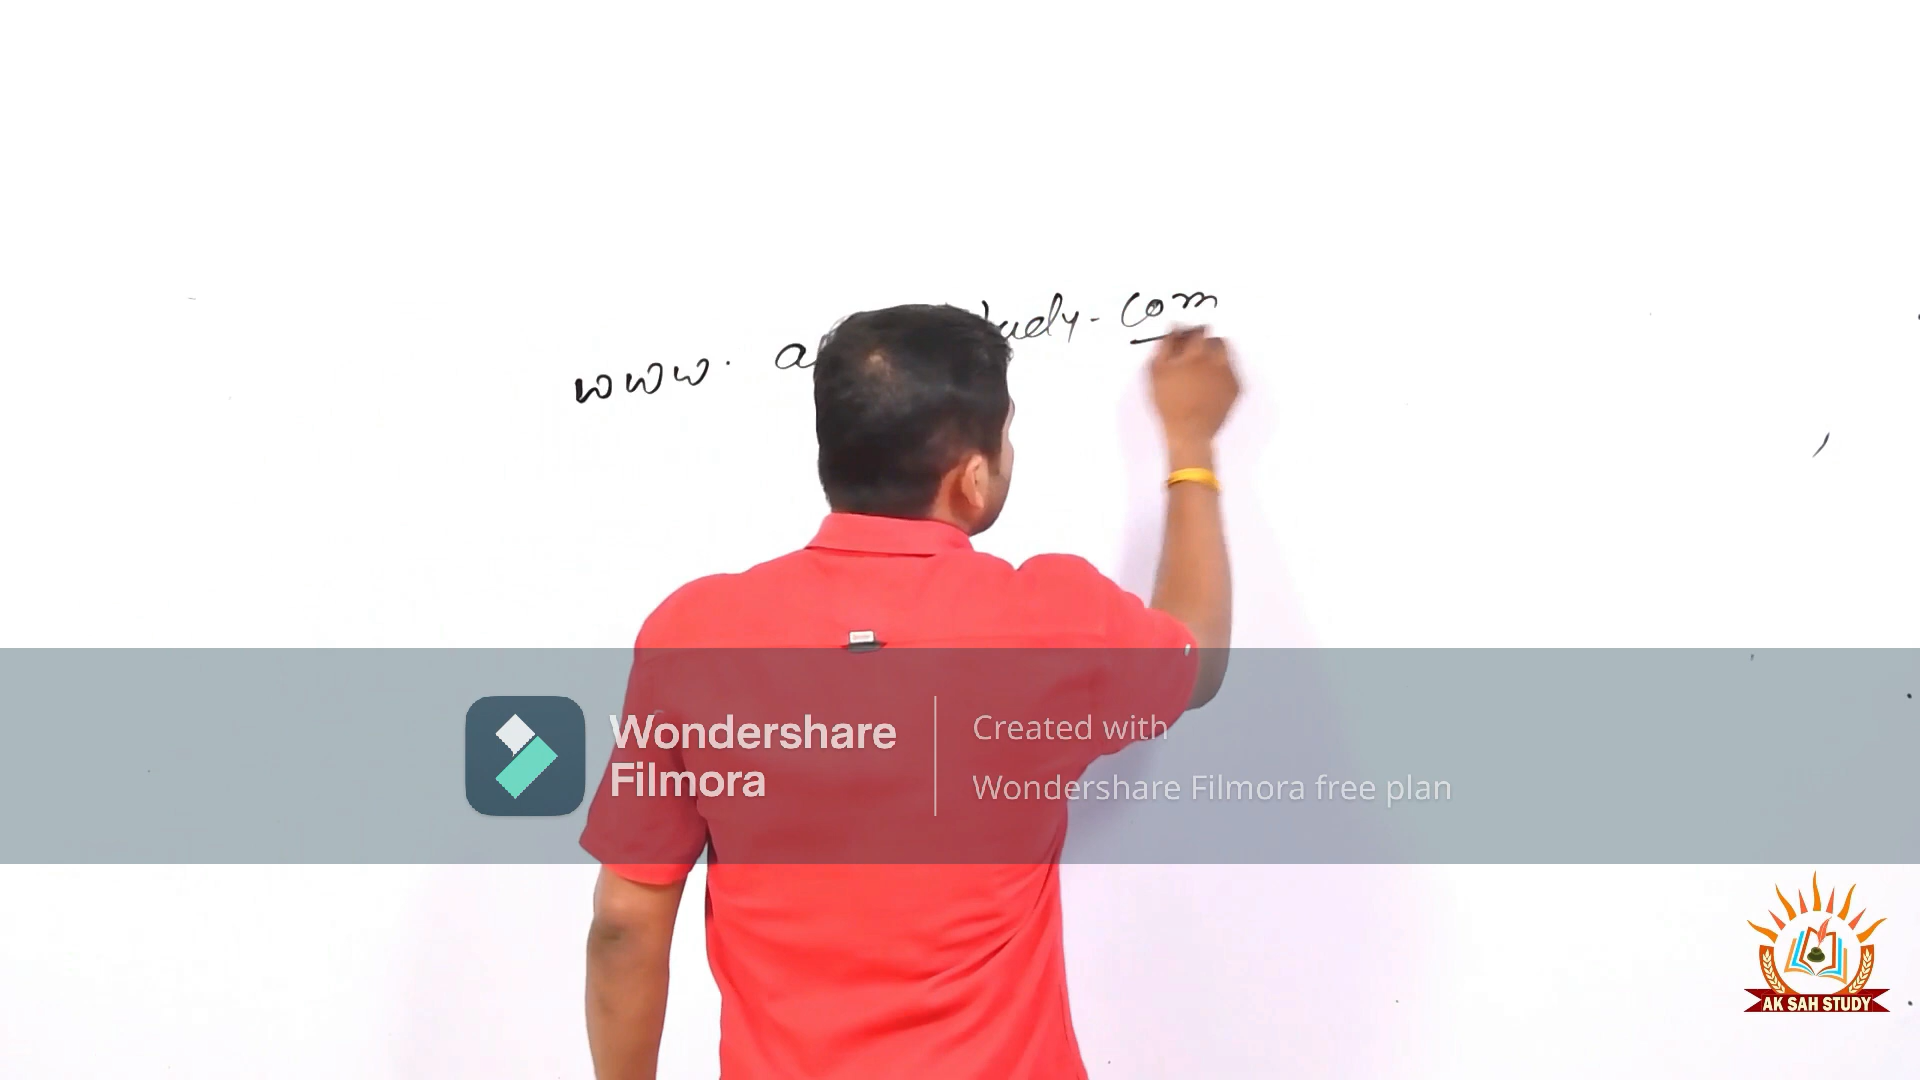 www. a udy. com
Wondershare
Filmora
Created with
Wondershare Filmora free plan
AK SAH STUDY